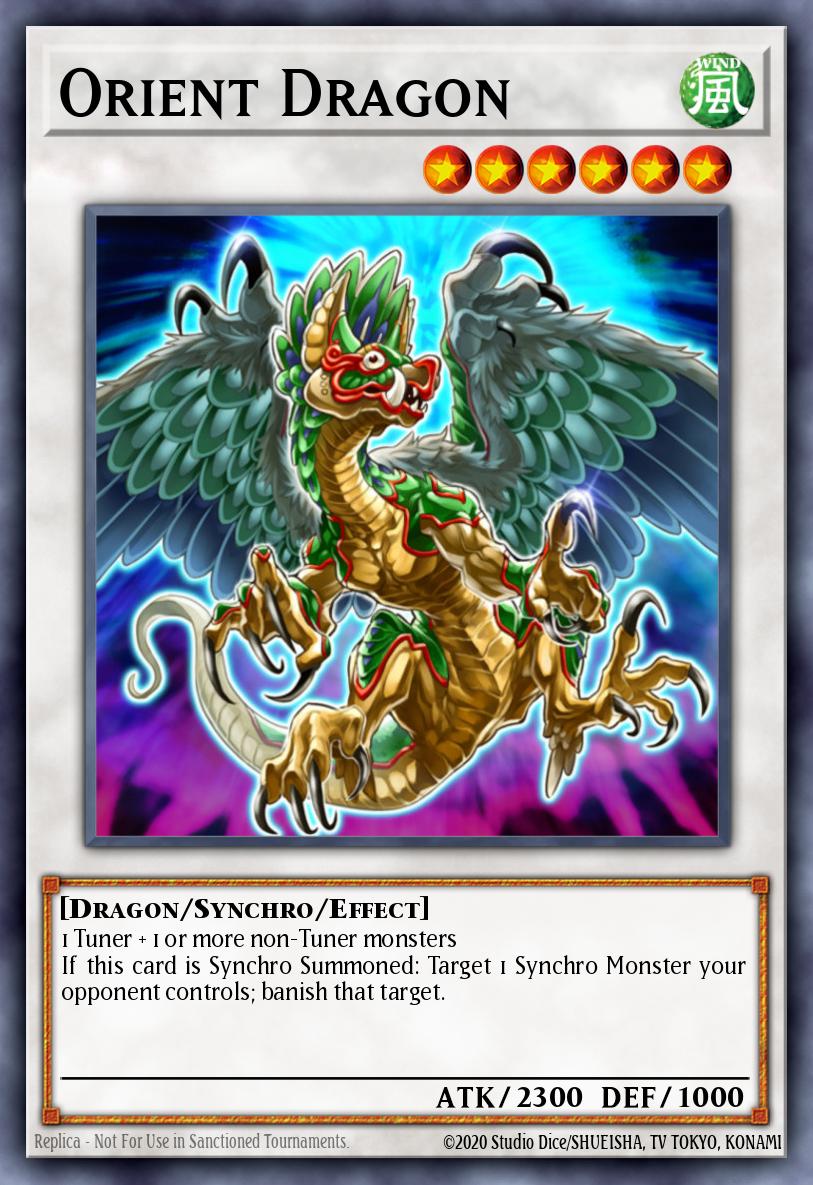 Orient Dragon
WIND
風
[Dragon/Synchro/Effect]
1 Tuner + 1 or more non-Tuner monsters
If this card is Synchro Summoned: Target 1 Synchro Monster your
opponent controls; banish that target.
ATK/2300 DEF/1000
Replica - Not For Use in Sanctioned Tournaments.
©2020 Studio Dice/SHUEISHA, TV TOKYO, KONAMI